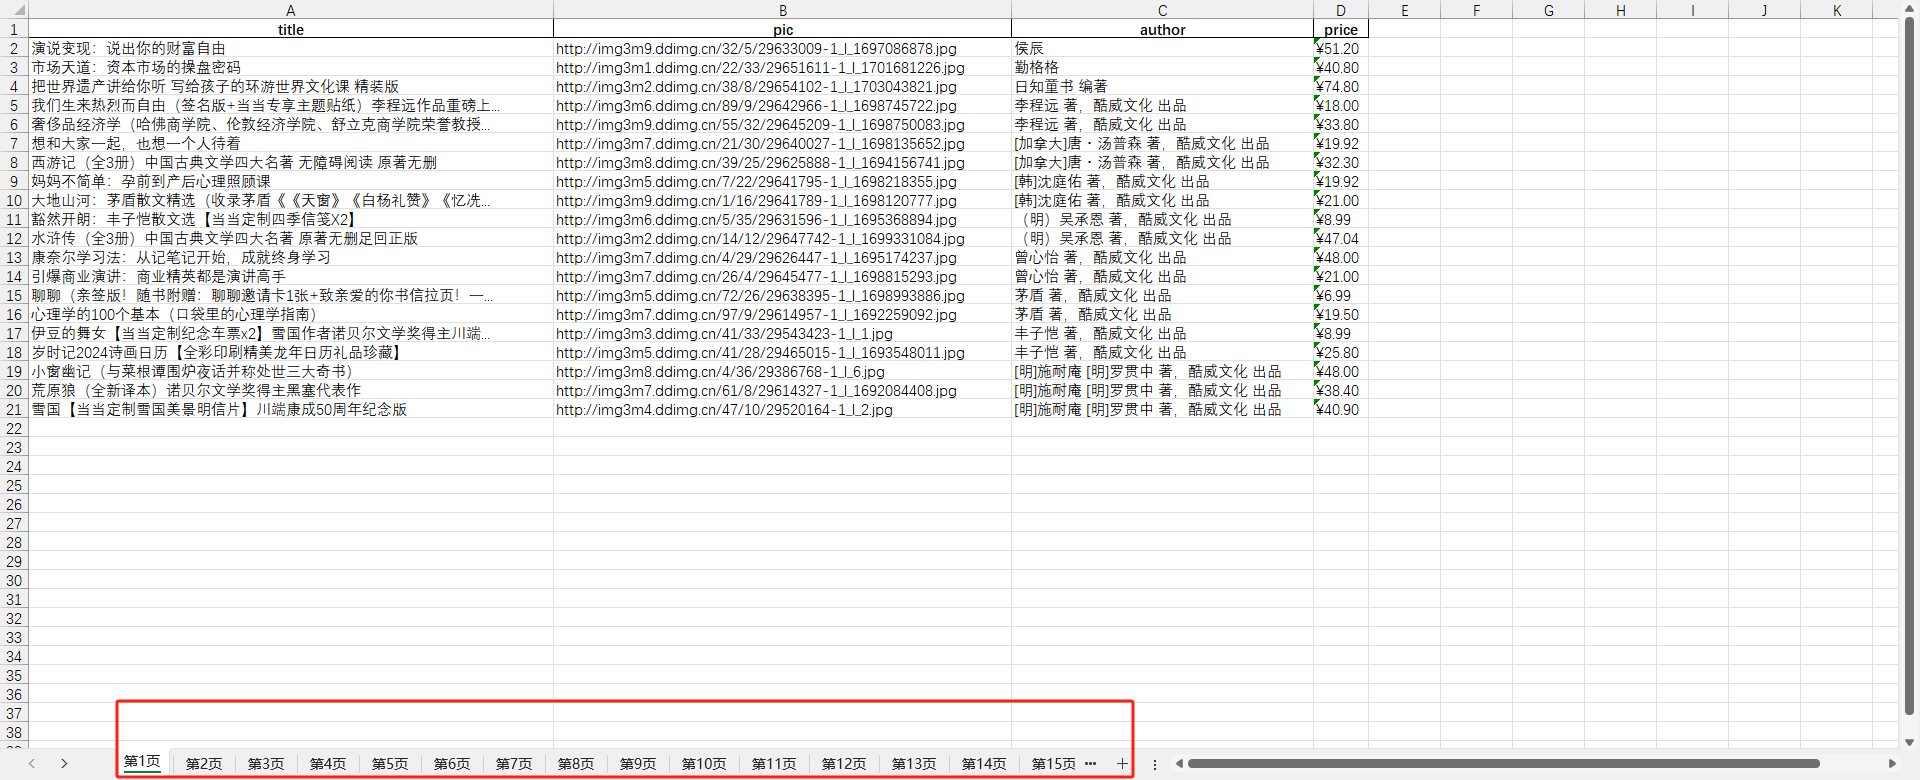 A B C D E F G H I J K
1 title pic author price
2 演说变现：说出你的财富自由 http://img3m9.ddimg.cn/32/5/29633009-1_l_1697086878.jpg 侯辰 ¥51.20
3 市场天道：资本市场的操盘密码 http://img3m1.ddimg.cn/22/33/29651611-1_l_1701681226.jpg 勤格格 ¥40.80
4 把世界遗产讲给你听 写给孩子的环游世界文化课 精装版 http://img3m2.ddimg.cn/38/8/29654102-1_l_1703043821.jpg 日知童书 编著 ¥74.80
5 我们生来热烈而自由（签名版+当当专享主题贴纸）李程远作品重磅上... http://img3m6.ddimg.cn/89/9/29642966-1_l_1698745722.jpg 李程远 著，酷威文化 出品 ¥18.00
6 奢侈品经济学（哈佛商学院、伦敦经济学院、舒立克商学院荣誉教授... http://img3m9.ddimg.cn/55/32/29645209-1_l_1698750083.jpg 李程远 著，酷威文化 出品 ¥33.80
7 想和大家一起，也想一个人待着 http://img3m7.ddimg.cn/21/30/29640027-1_l_1698135652.jpg [加拿大]唐·汤普森 著，酷威文化 出品 ¥19.92
8 西游记（全3册）中国古典文学四大名著 无障碍阅读 原著无删 http://img3m8.ddimg.cn/39/25/29625888-1_l_1694156741.jpg [加拿大]唐·汤普森 著，酷威文化 出品 ¥32.30
9 妈妈不简单：孕前到产后心理照顾课 http://img3m5.ddimg.cn/7/22/29641795-1_l_1698218355.jpg [韩]沈庭佑 著，酷威文化 出品 ¥19.92
10 大地山河：茅盾散文精选（收录茅盾《《天窗》《白杨礼赞》《忆冼... http://img3m9.ddimg.cn/1/16/29641789-1_l_1698120777.jpg [韩]沈庭佑 著，酷威文化 出品 ¥21.00
11 豁然开朗：丰子恺散文选【当当定制四季信笺X2】 http://img3m6.ddimg.cn/5/35/29631596-1_l_1695368894.jpg （明）吴承恩 著，酷威文化 出品 ¥8.99
12 水浒传（全3册）中国古典文学四大名著 原著无删足回正版 http://img3m2.ddimg.cn/14/12/29647742-1_l_1699331084.jpg （明）吴承恩 著，酷威文化 出品 ¥47.04
13 康奈尔学习法：从记笔记开始，成就终身学习 http://img3m7.ddimg.cn/4/29/29626447-1_l_1695174237.jpg 曾心怡 著，酷威文化 出品 ¥48.00
14 引爆商业演讲：商业精英都是演讲高手 http://img3m7.ddimg.cn/26/4/29645477-1_l_1698815293.jpg 曾心怡 著，酷威文化 出品 ¥21.00
15 聊聊（亲签版！随书附赠：聊聊邀请卡1张+致亲爱的你书信拉页！一... http://img3m5.ddimg.cn/72/26/29638395-1_l_1698993886.jpg 茅盾 著，酷威文化 出品 ¥6.99
16 心理学的100个基本（口袋里的心理学指南） http://img3m7.ddimg.cn/97/9/29614957-1_l_1692259092.jpg 茅盾 著，酷威文化 出品 ¥19.50
17 伊豆的舞女【当当定制纪念车票x2】雪国作者诺贝尔文学奖得主川端... http://img3m3.ddimg.cn/41/33/29543423-1_l_1.jpg 丰子恺 著，酷威文化 出品 ¥8.99
18 岁时记2024诗画日历【全彩印刷精美龙年日历礼品珍藏】 http://img3m5.ddimg.cn/41/28/29465015-1_l_1693548011.jpg 丰子恺 著，酷威文化 出品 ¥25.80
19 小窗幽记（与菜根谭围炉夜话并称处世三大奇书） http://img3m8.ddimg.cn/4/36/29386768-1_l_6.jpg [明]施耐庵 [明]罗贯中 著，酷威文化 出品 ¥48.00
20 荒原狼（全新译本）诺贝尔文学奖得主黑塞代表作 http://img3m7.ddimg.cn/61/8/29614327-1_l_1692084408.jpg [明]施耐庵 [明]罗贯中 著，酷威文化 出品 ¥38.40
21 雪国【当当定制雪国美景明信片】川端康成50周年纪念版 http://img3m4.ddimg.cn/47/10/29520164-1_l_2.jpg [明]施耐庵 [明]罗贯中 著，酷威文化 出品 ¥40.90
22
23
24
25
26
27
28
29
30
31
32
33
34
35
36
37
38
第1页 第2页 第3页 第4页 第5页 第6页 第7页 第8页 第9页 第10页 第11页 第12页 第13页 第14页 第15页 ...